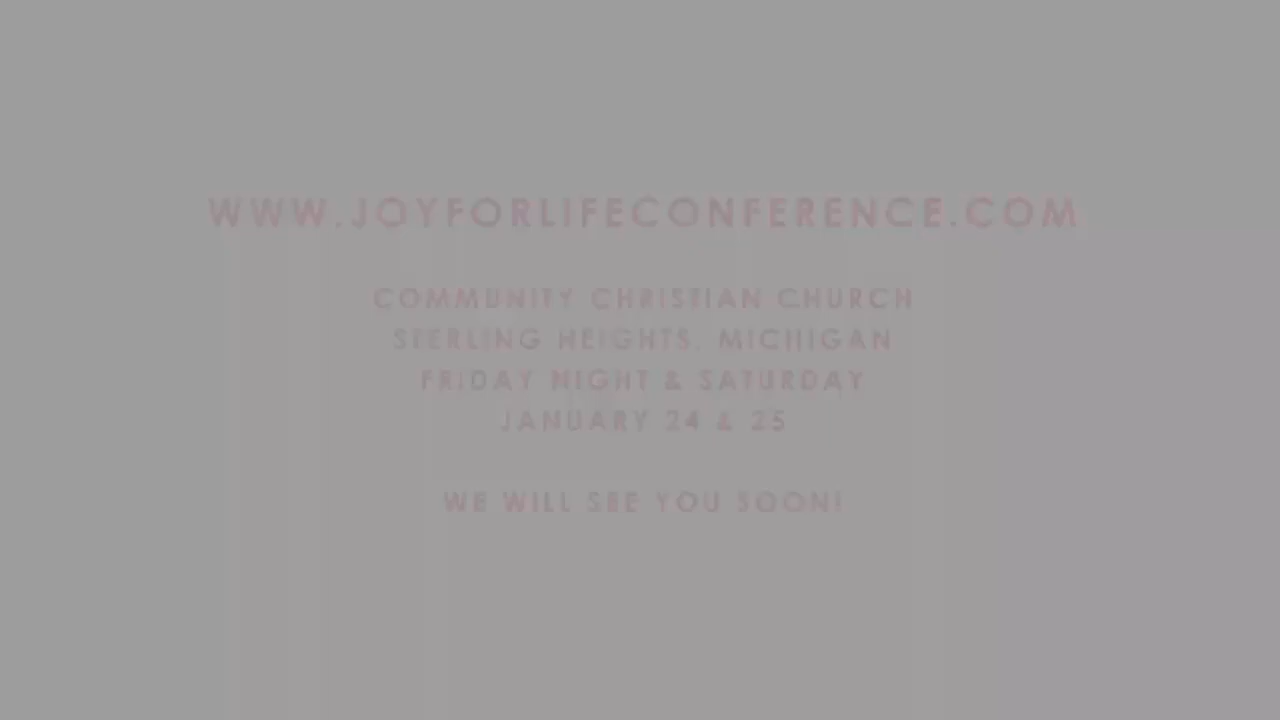 WWW.JOYFORLIFECONFERENCE.COM
COMMUNITY CHRISTIAN CHURCH
STERLING HEIGHTS, MICHIGAN
FRIDAY NIGHT & SATURDAY
JANUARY 24 & 25
WE WILL SEE YOU SOON!